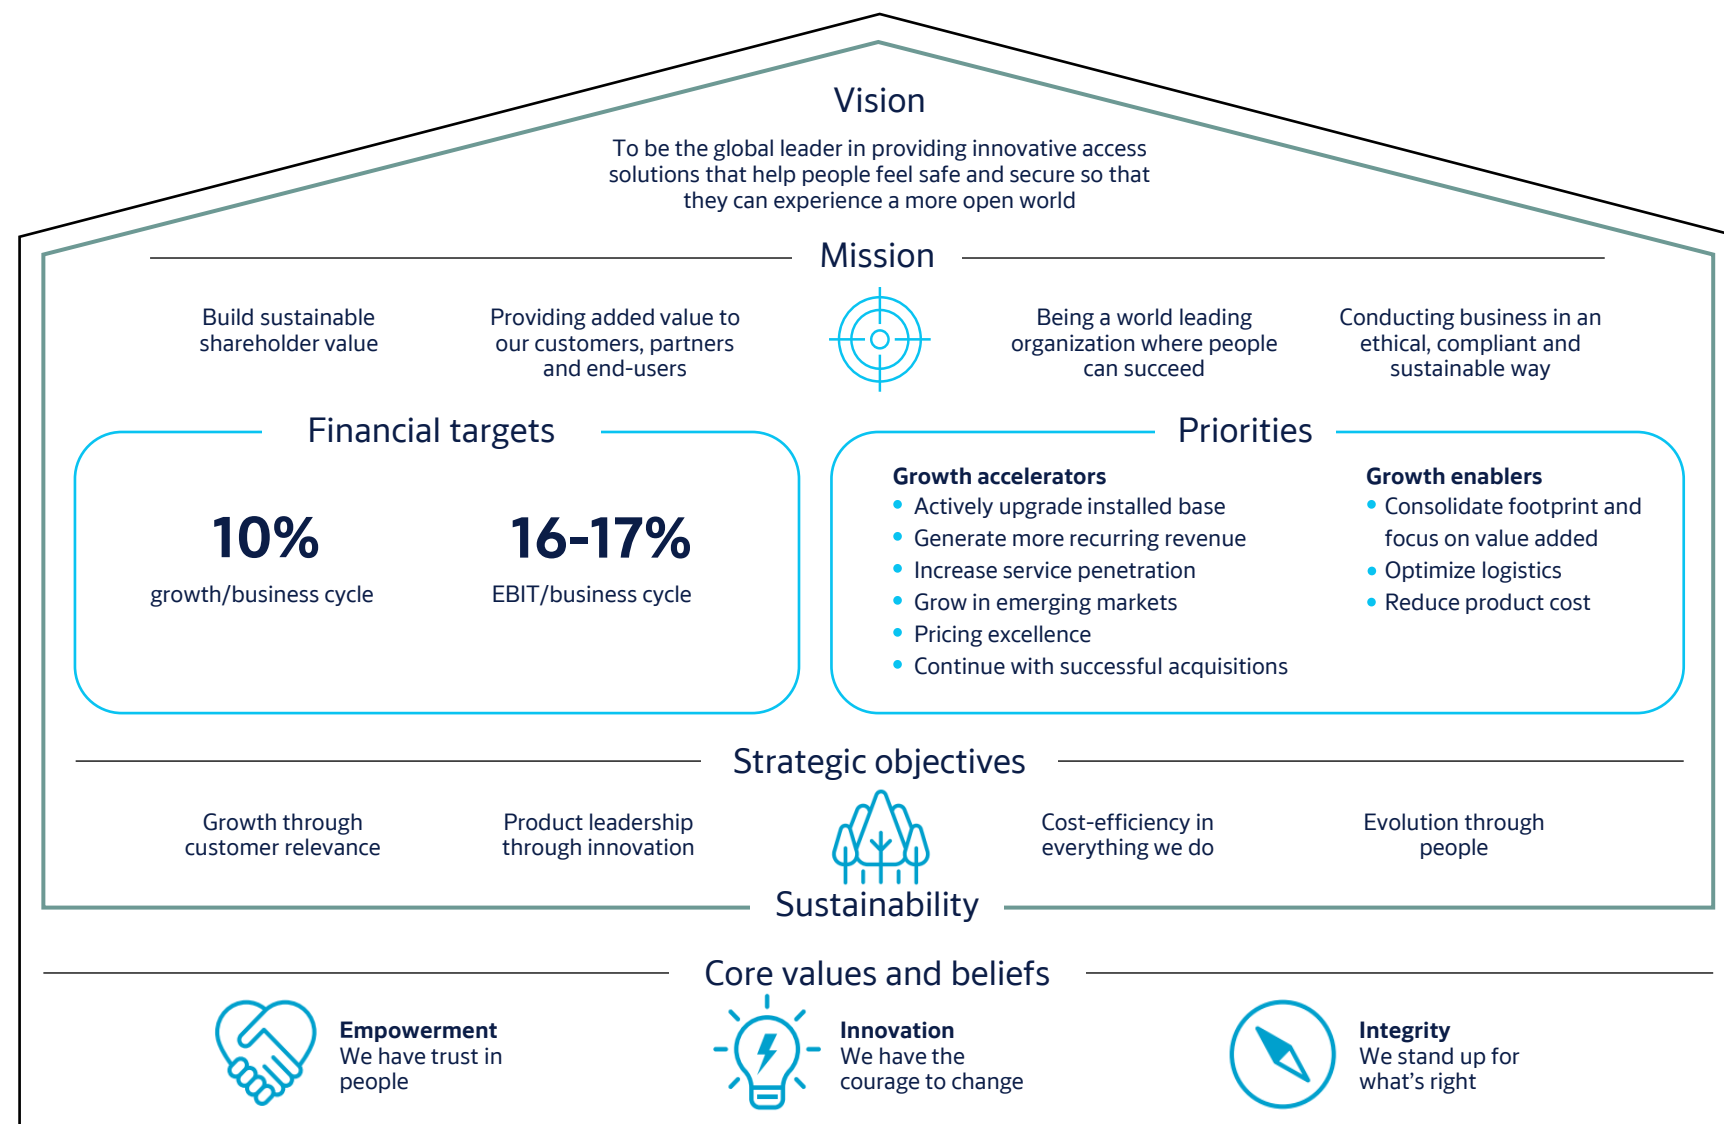 Vision
To be the global leader in providing innovative access
solutions that help people feel safe and secure so that
they can experience a more open world
Mission
Build sustainable
shareholder value
Providing added value to
our customers, partners
and end-users
Being a world leading
organization where people
can succeed
Conducting business in an
ethical, compliant and
sustainable way
Financial targets
10%
growth/business cycle
16-17%
EBIT/business cycle
Priorities
Growth accelerators
• Actively upgrade installed base
• Generate more recurring revenue
• Increase service penetration
• Grow in emerging markets
• Pricing excellence
• Continue with successful acquisitions
Growth enablers
• Consolidate footprint and
focus on value added
• Optimize logistics
• Reduce product cost
Strategic objectives
Growth through
customer relevance
Product leadership
through innovation
Cost-efficiency in
everything we do
Evolution through
people
Sustainability
Core values and beliefs
Empowerment
We have trust in
people
Innovation
We have the
courage to change
Integrity
We stand up for
what’s right